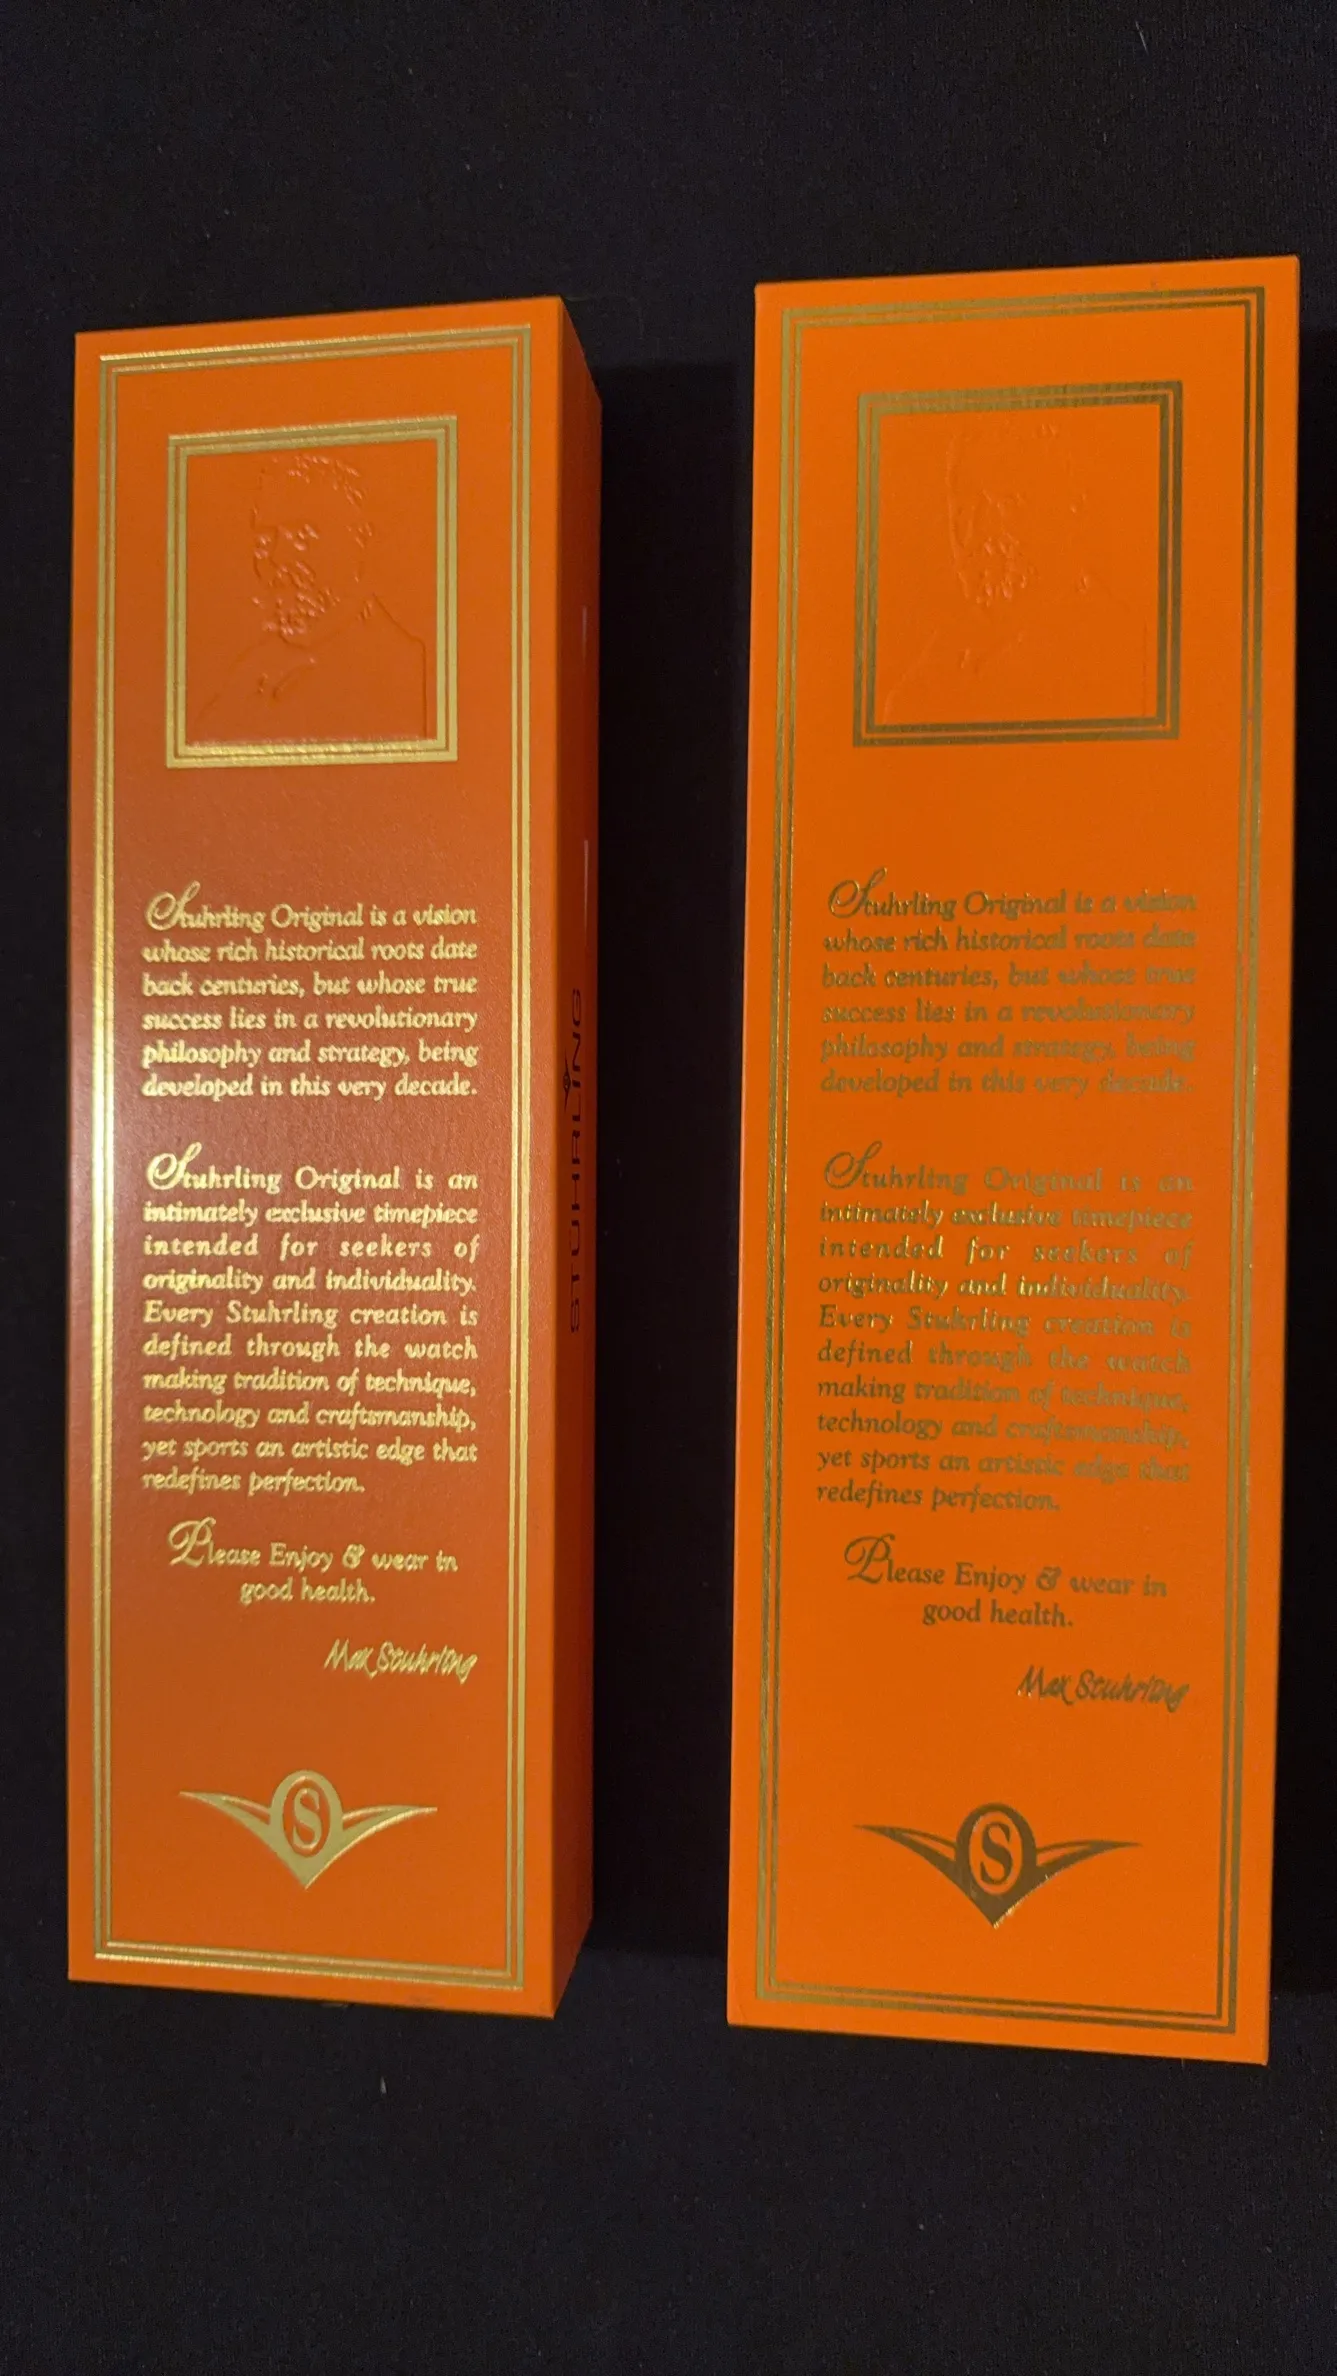 Stuhrling Original is a vision
whose rich historical roots date
back centuries, but whose true
success lies in a revolutionary
philosophy and strategy, being
developed in this very decade.
Stuhrling Original is an
intimately exclusive timepiece
intended for seekers of
originality and individuality.
Every Stuhrling creation is
defined through the watch
making tradition of technique,
technology and craftsmanship,
yet sports an artistic edge that
redefines perfection.
Please Enjoy & wear in
good health.
Max Stuhrling
S
STUHRLING
Stuhrling Original is a vision
whose rich historical roots date
back centuries, but whose true
success lies in a revolutionary
philosophy and strategy, being
developed in this very decade.
Stuhrling Original is an
intimately exclusive timepiece
intended for seekers of
originality and individuality.
Every Stuhrling creation is
defined through the watch
making tradition of technique,
technology and craftsmanship,
yet sports an artistic edge that
redefines perfection.
Please Enjoy & wear in
good health.
Max Stuhrling
S